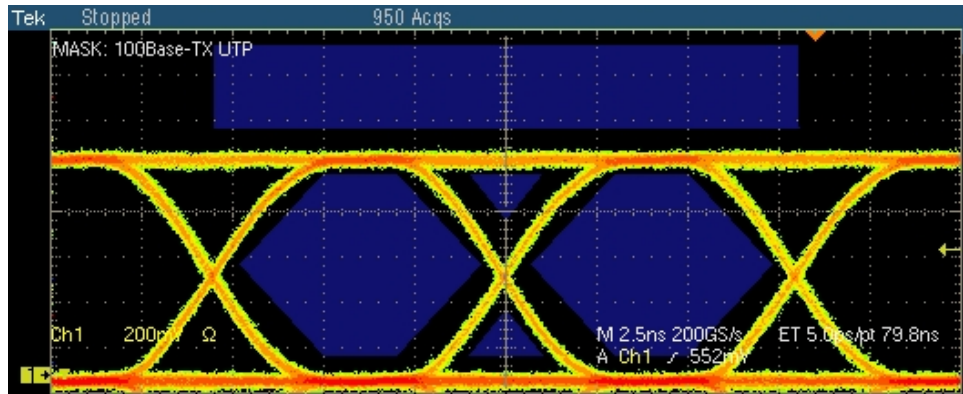 Tek Stopped 950 Acqs
MASK: 100Base-TX UTP
Ch1 200mV Ω M 2.5ns 200GS/s ET 5.0ps/pt 79.8ns
A Ch1 ∕ 552mV
1